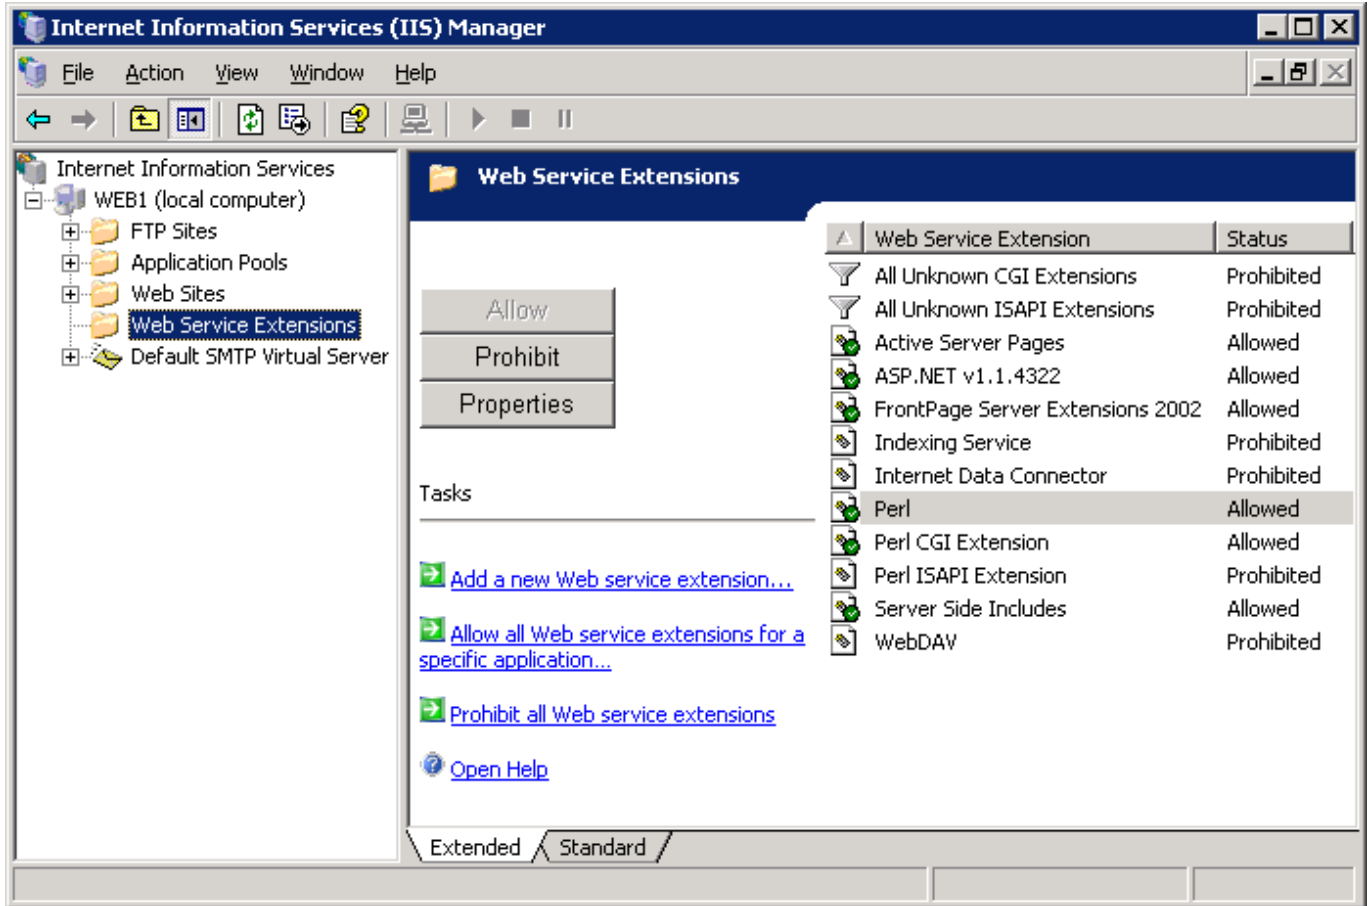 Internet Information Services (IIS) Manager
File Action View Window Help
Internet Information Services
WEB1 (local computer)
FTP Sites
Application Pools
Web Sites
Web Service Extensions
Default SMTP Virtual Server
Web Service Extensions
Allow
Prohibit
Properties
Tasks
Add a new Web service extension...
Allow all Web service extensions for a
specific application...
Prohibit all Web service extensions
Open Help
Web Service Extension Status
All Unknown CGI Extensions Prohibited
All Unknown ISAPI Extensions Prohibited
Active Server Pages Allowed
ASP.NET v1.1.4322 Allowed
FrontPage Server Extensions 2002 Allowed
Indexing Service Prohibited
Internet Data Connector Prohibited
Perl Allowed
Perl CGI Extension Allowed
Perl ISAPI Extension Prohibited
Server Side Includes Allowed
WebDAV Prohibited
Extended Standard